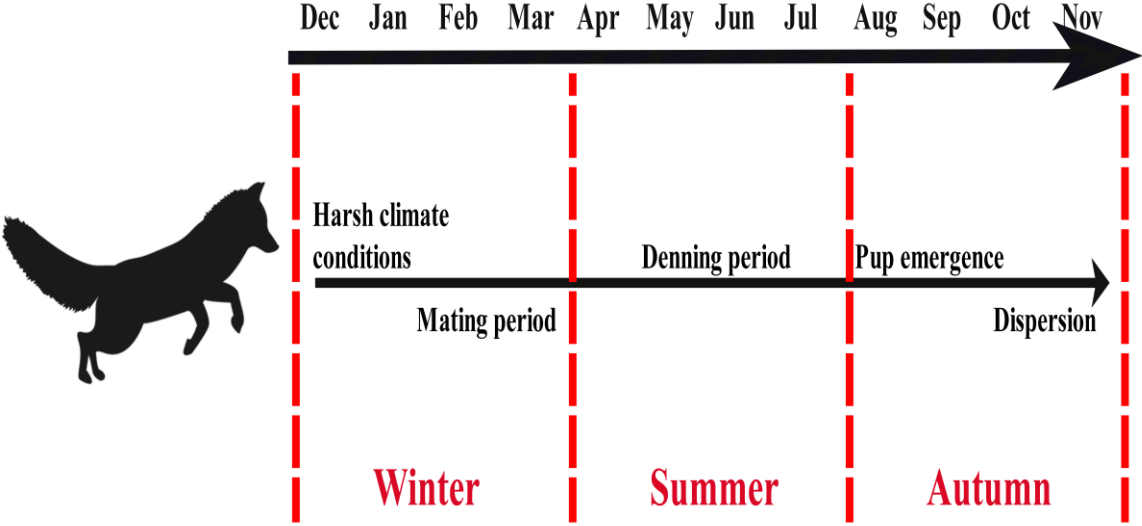 Dec Jan Feb Mar Apr May Jun Jul Aug Sep Oct Nov
Harsh climate
conditions
Denning period
Pup emergence
Mating period
Dispersion
Winter
Summer
Autumn